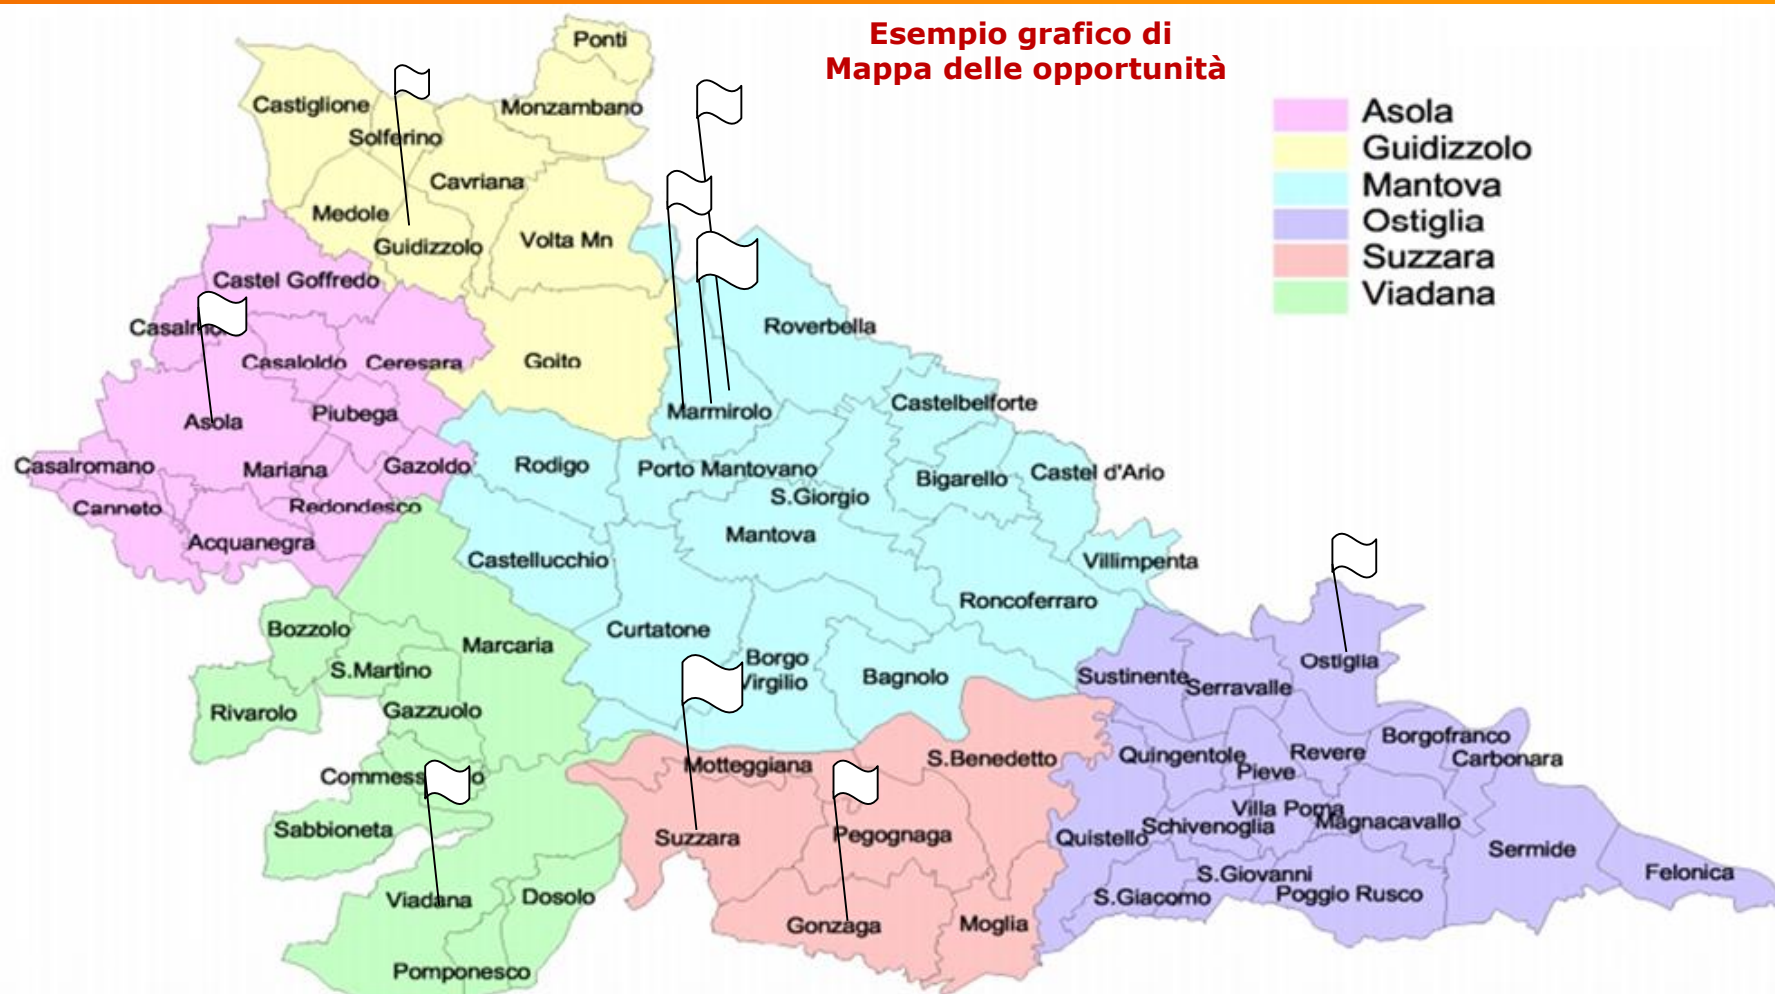 Esempio grafico di
Mappa delle opportunità
Asola
Guidizzolo
Mantova
Ostiglia
Suzzara
Viadana
Ponti
Castiglione
Monzambano
Solferino
Cavriana
Medole
Guidizzolo
Volta Mn
Castel Goffredo
Roverbella
Casaloldo
Ceresara
Goito
Asola
Piubega
Marmirolo
Castelbelforte
Casalromano
Mariana
Gazoldo
Rodigo
Porto Mantovano
Bigarello
Castel d'Ario
Canneto
Redondesco
S.Giorgio
Acquanegra
Mantova
Castellucchio
Villimpenta
Roncoferraro
Bozzolo
Marcaria
Curtatone
Borgo
Virgilio
S.Martino
Bagnolo
Sustinente
Serravalle
Ostiglia
Rivarolo
Gazzuolo
Motteggiana
S.Benedetto
Quingentole
Pieve
Revere
Borgofranco
Carbonara
Sabbioneta
Suzzara
Pegognaga
Quistello
Schivenoglia
Villa Poma
Magnacavallo
Sermide
Felonica
Viadana
Dosolo
Gonzaga
Moglia
S.Giacomo
S.Giovanni
Poggio Rusco
Pomponesco